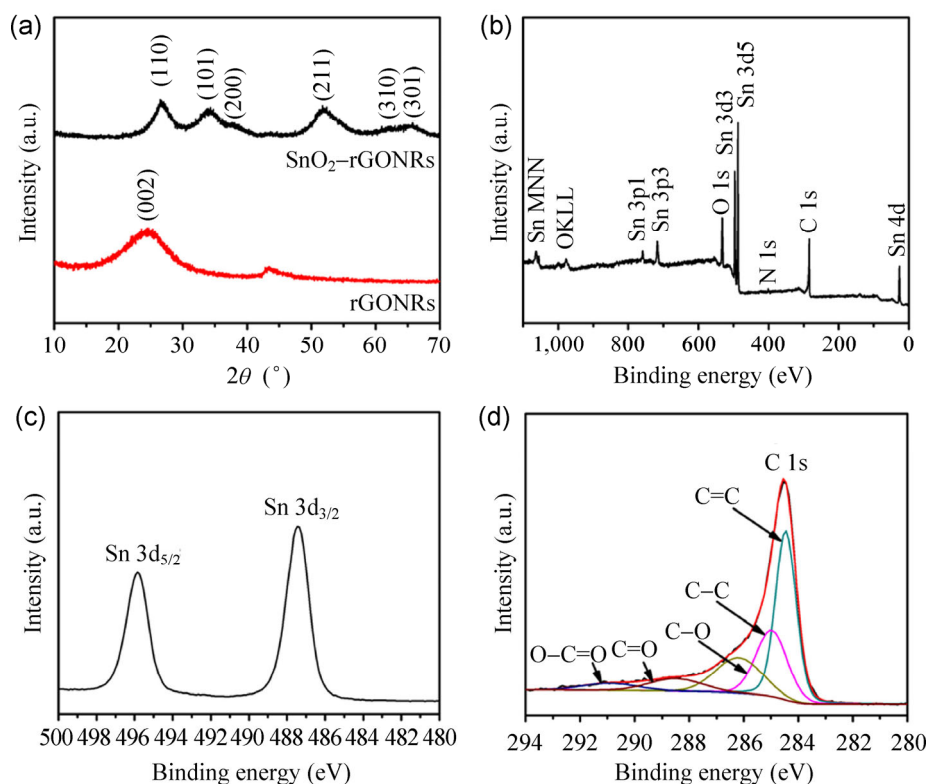 (a)
Intensity (a.u.)
(110)
(101)
(200)
(211)
(310)
(301)
SnO₂–rGONRs
(002)
rGONRs
10 20 30 40 50 60 70
2θ (°)
(b)
Intensity (a.u.)
Sn MNN
OKLL
Sn 3p1
Sn 3p3
O 1s
Sn 3d3
Sn 3d5
N 1s
C 1s
Sn 4d
1,000 800 600 400 200 0
Binding energy (eV)
(c)
Intensity (a.u.)
Sn 3d₅/₂
Sn 3d₃/₂
500 498 496 494 492 490 488 486 484 482 480
Binding energy (eV)
(d)
Intensity (a.u.)
C 1s
C=C
C–C
C–O
C=O
O–C=O
294 292 290 288 286 284 282 280
Binding energy (eV)